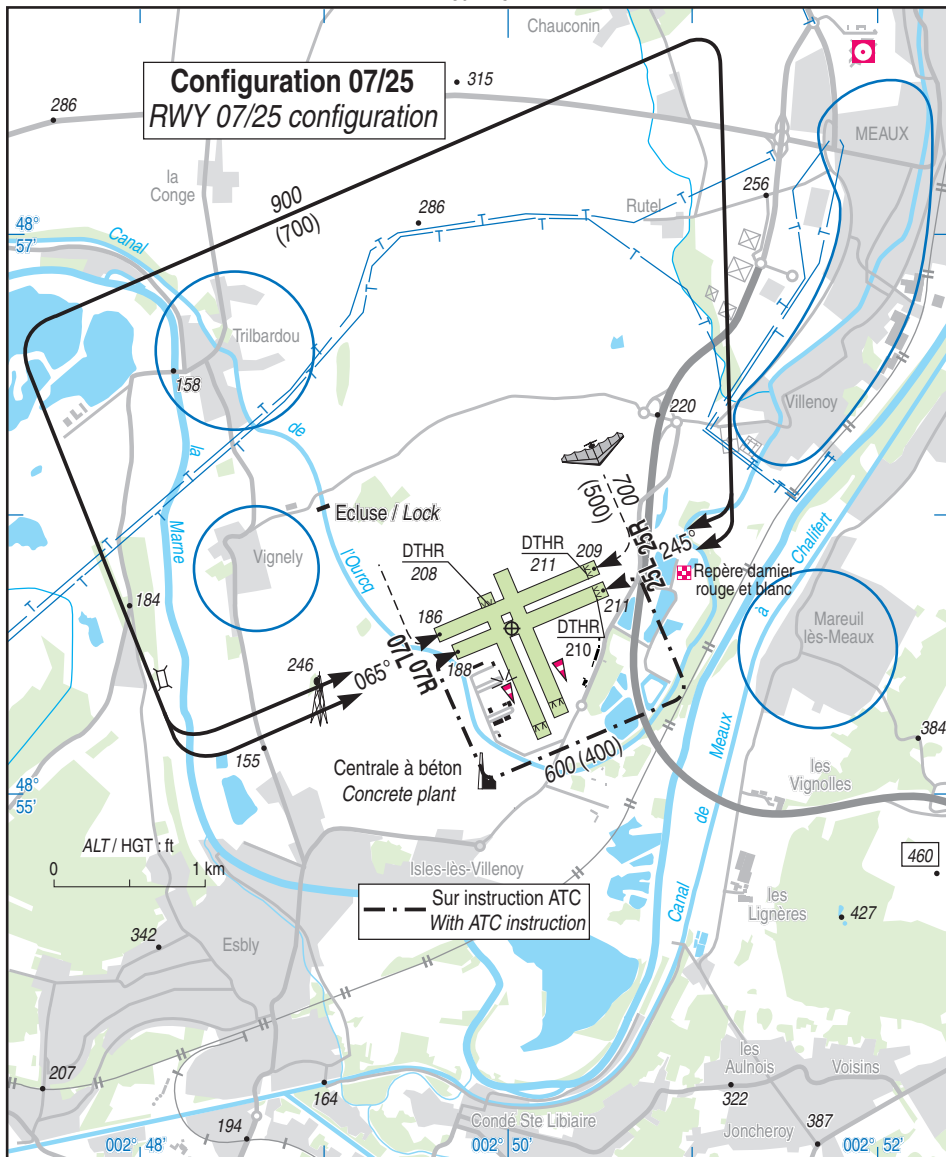 Chauconin
Configuration 07/25
RWY 07/25 configuration
315
286
MEAUX
la
Conge
900
(700)
286
256
Rutel
48°
57'
Canal
Trilbardou
158
de
la
220
Villenoy
700
(500)
Marne
Ecluse / Lock
l'Ourcq
Vignely
DTHR
208
DTHR
211
209
25L 25R
245°
Repère damier
rouge et blanc
à
Chalifert
184
186
211
DTHR
210
Mareuil
lès-Meaux
07L 07R
188
246
065°
155
600 (400)
384
Centrale à béton
Concrete plant
Meaux
les
Vignolles
48°
55'
ALT / HGT : ft
0
1 km
de
460
Isles-lès-Villenoy
Sur instruction ATC
With ATC instruction
Canal
les
Lignères
427
342
Esbly
207
164
les
Aulnois
Voisins
322
194
Condé Ste Libiaire
Joncheroy
387
002° 48'
002° 50'
002° 52'